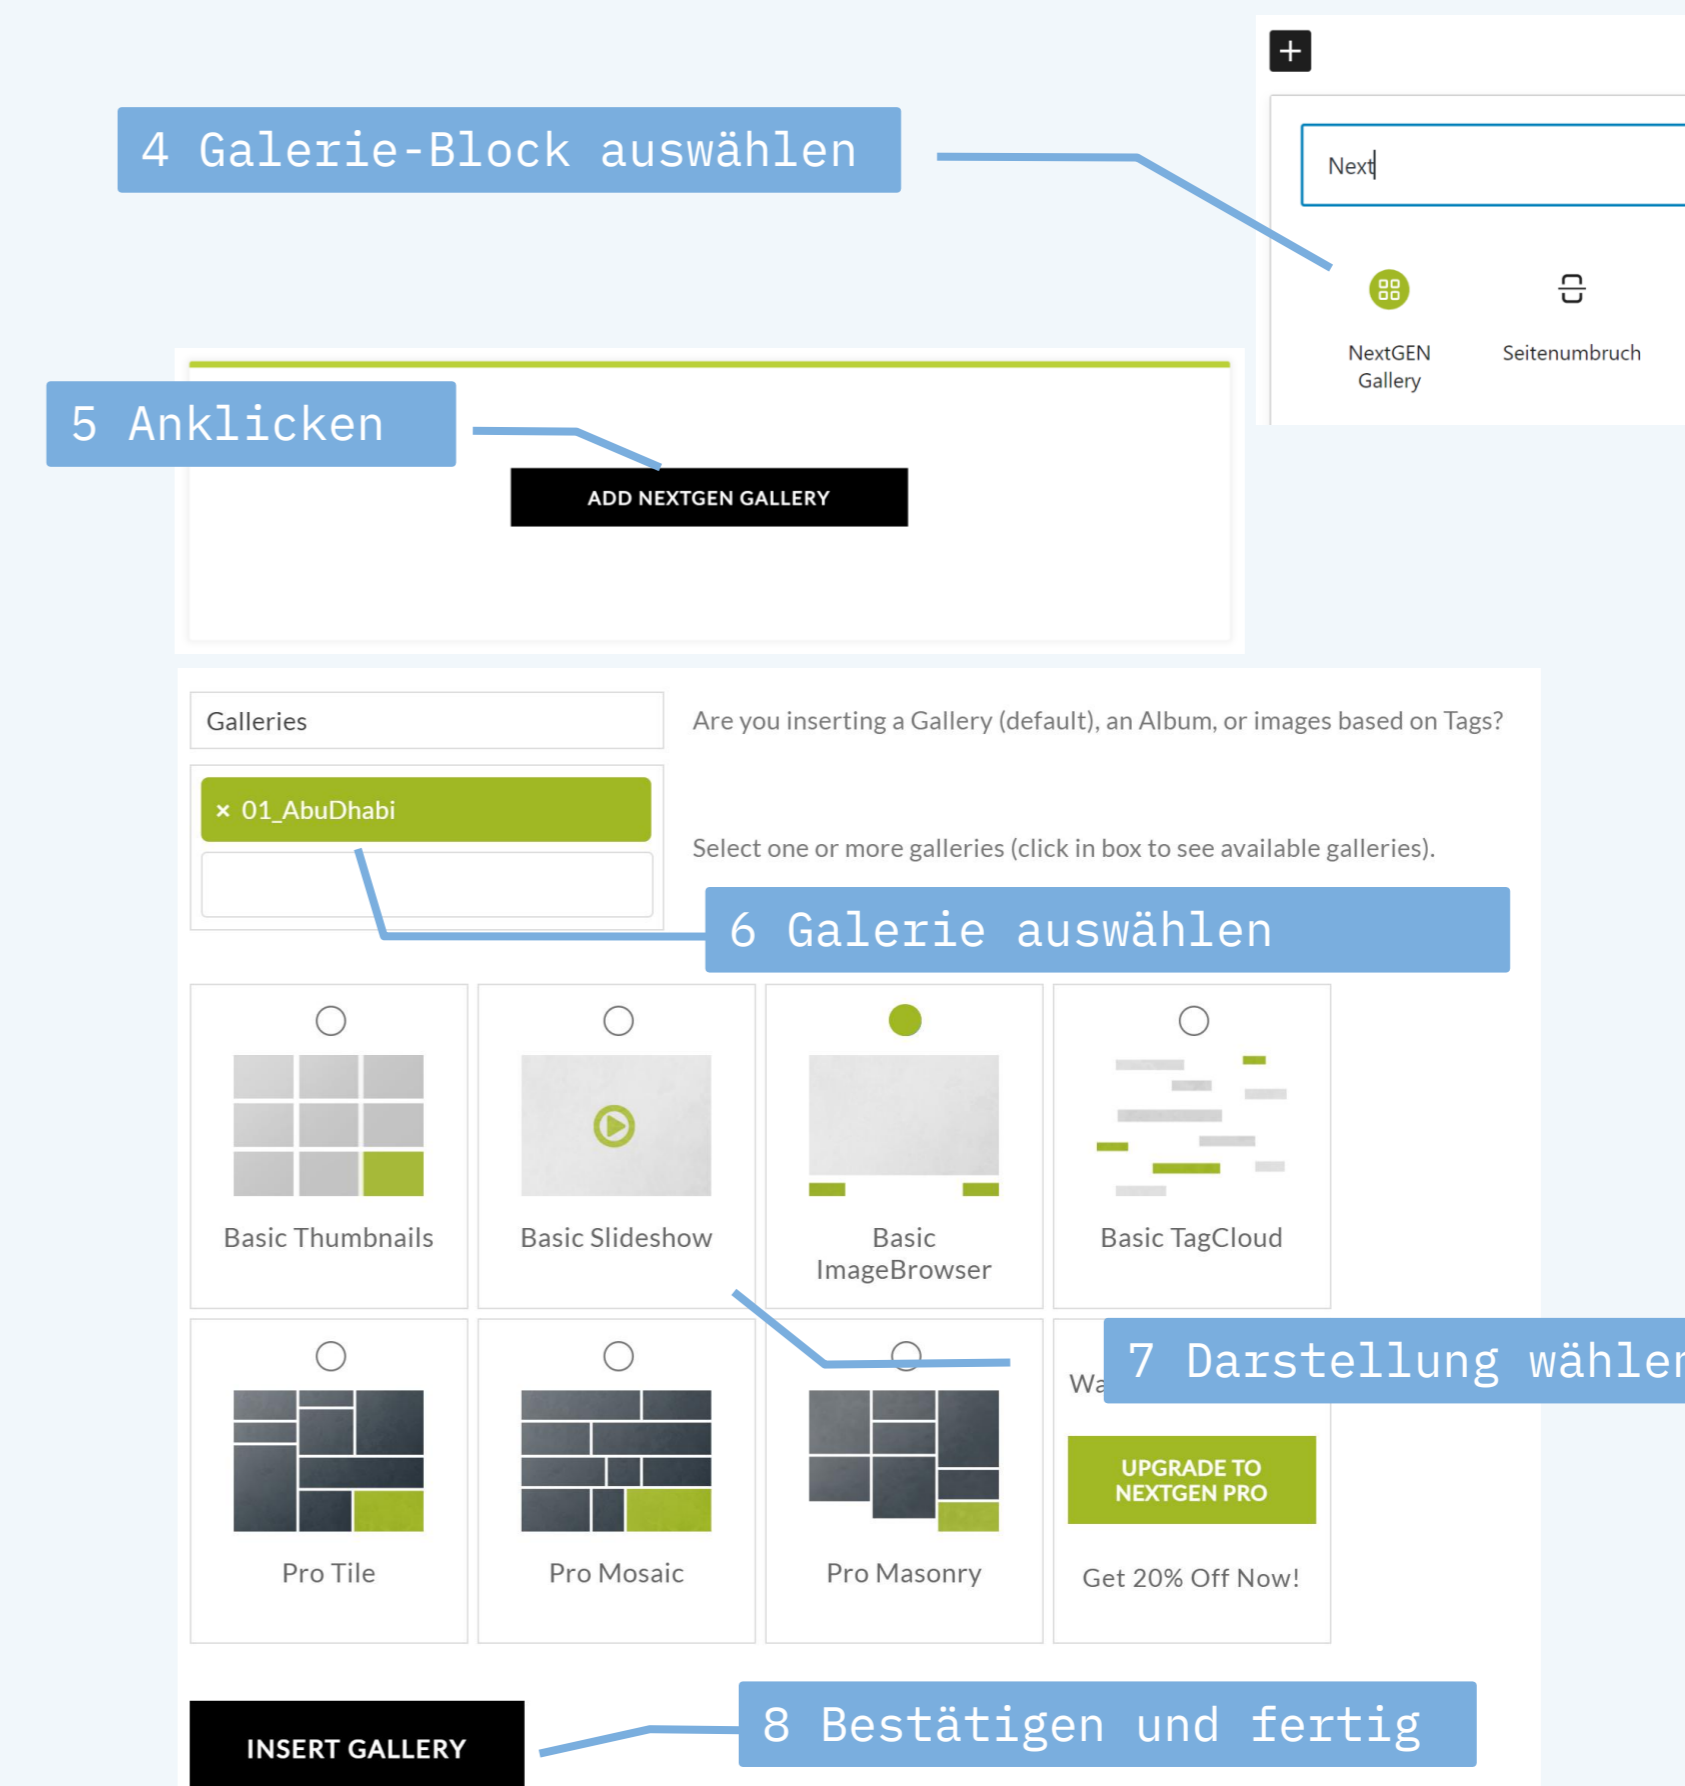 4 Galerie-Block auswählen
Next
NextGEN
Gallery
Seitenumbruch
5 Anklicken
ADD NEXTGEN GALLERY
Galleries
Are you inserting a Gallery (default), an Album, or images based on Tags?
× 01_AbuDhabi
Select one or more galleries (click in box to see available galleries).
6 Galerie auswählen
Basic Thumbnails
Basic Slideshow
Basic
ImageBrowser
Basic TagCloud
7 Darstellung wählen
UPGRADE TO
NEXTGEN PRO
Pro Tile
Pro Mosaic
Pro Masonry
Get 20% Off Now!
INSERT GALLERY
8 Bestätigen und fertig